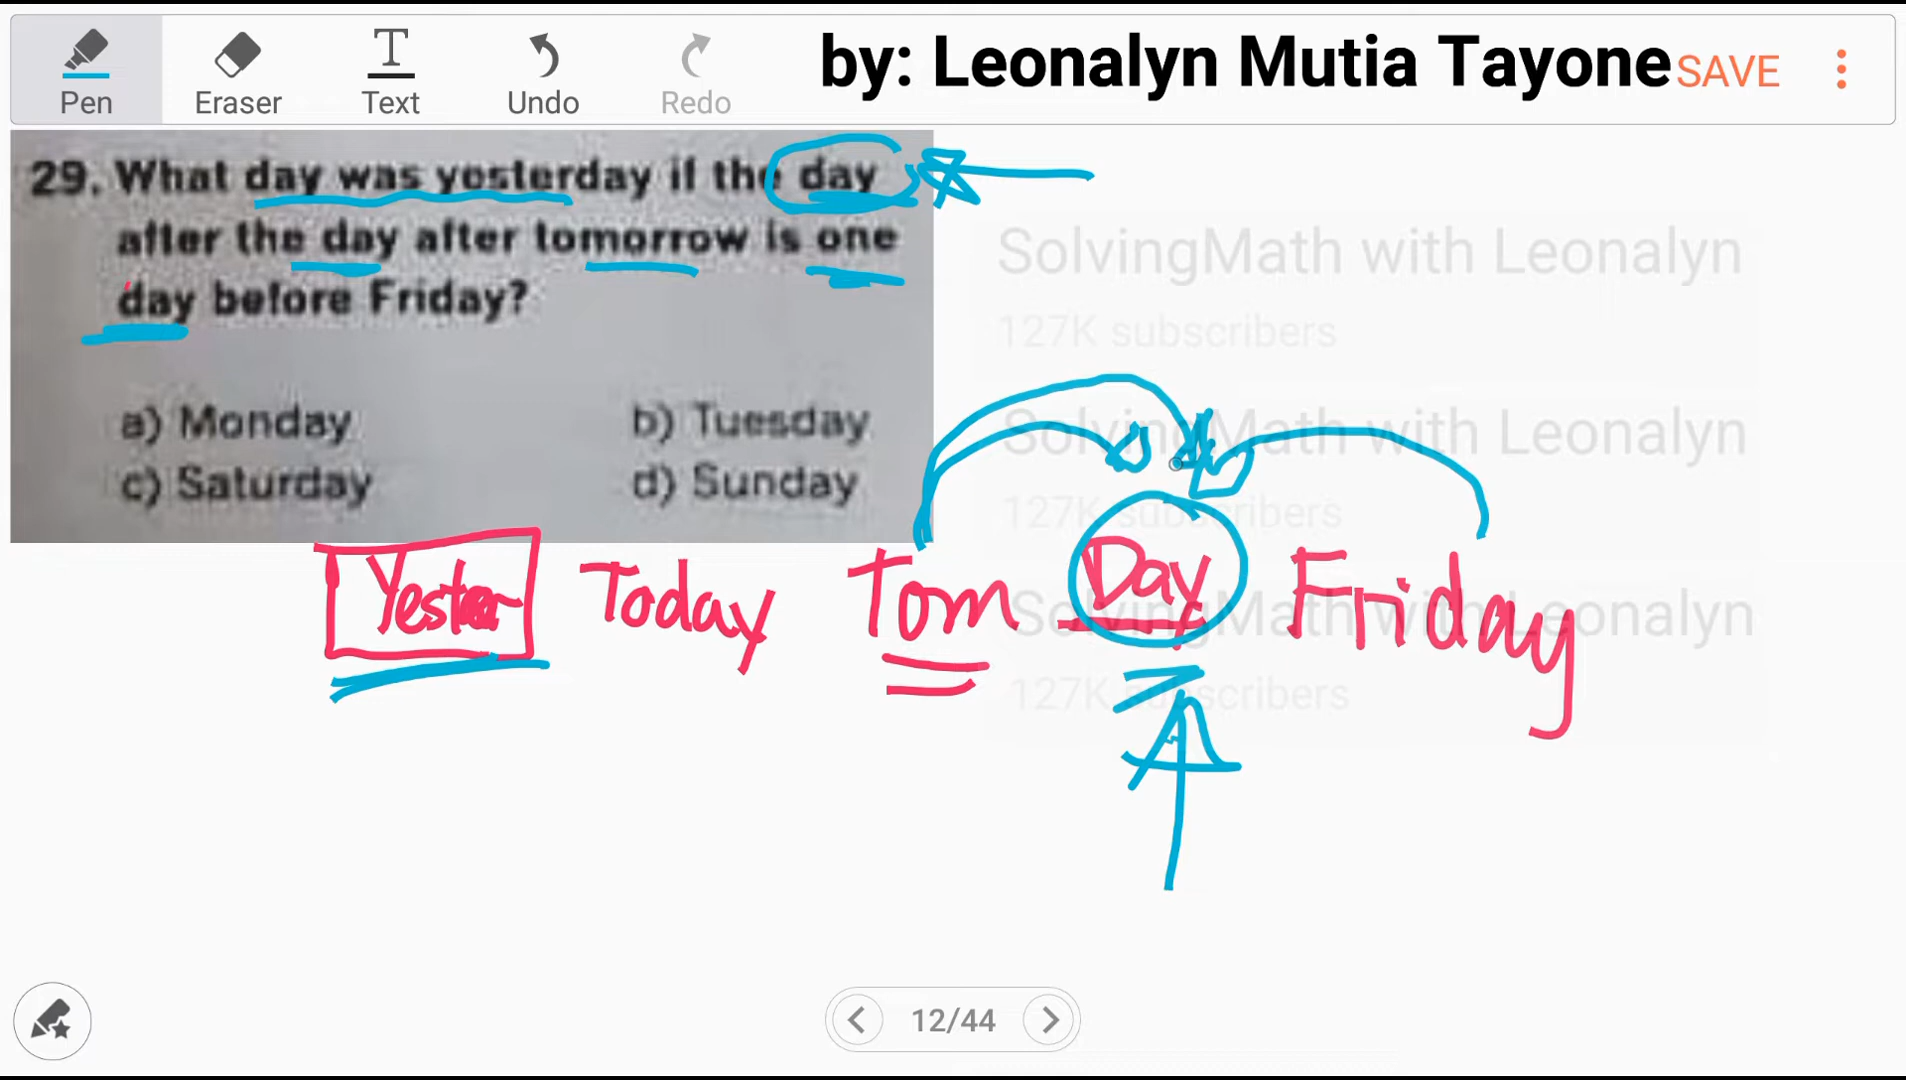 by: Leonalyn Mutia Tayone
SAVE
Pen
Eraser
Text
Undo
Redo
29. What day was yesterday if the day
after the day after tomorrow is one
day before Friday?
a) Monday
b) Tuesday
c) Saturday
d) Sunday
SolvingMath with Leonalyn
127K subscribers
SolvingMath with Leonalyn
127K subscribers
SolvingMath with Leonalyn
127K subscribers
Yester Today Tom Day Friday
12/44